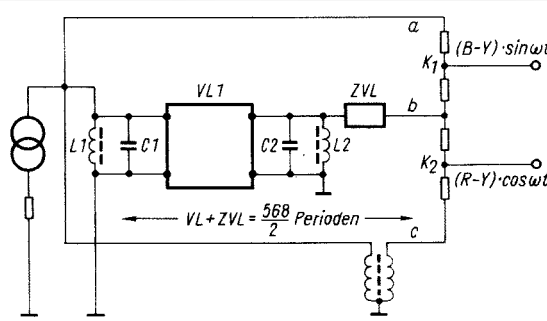 a
(B-Y)·sinωt
K1
VL1
ZVL
b
L1
C1
C2
L2
K2
(R-Y)·cosωt
VL + ZVL = 568/2 Perioden
c